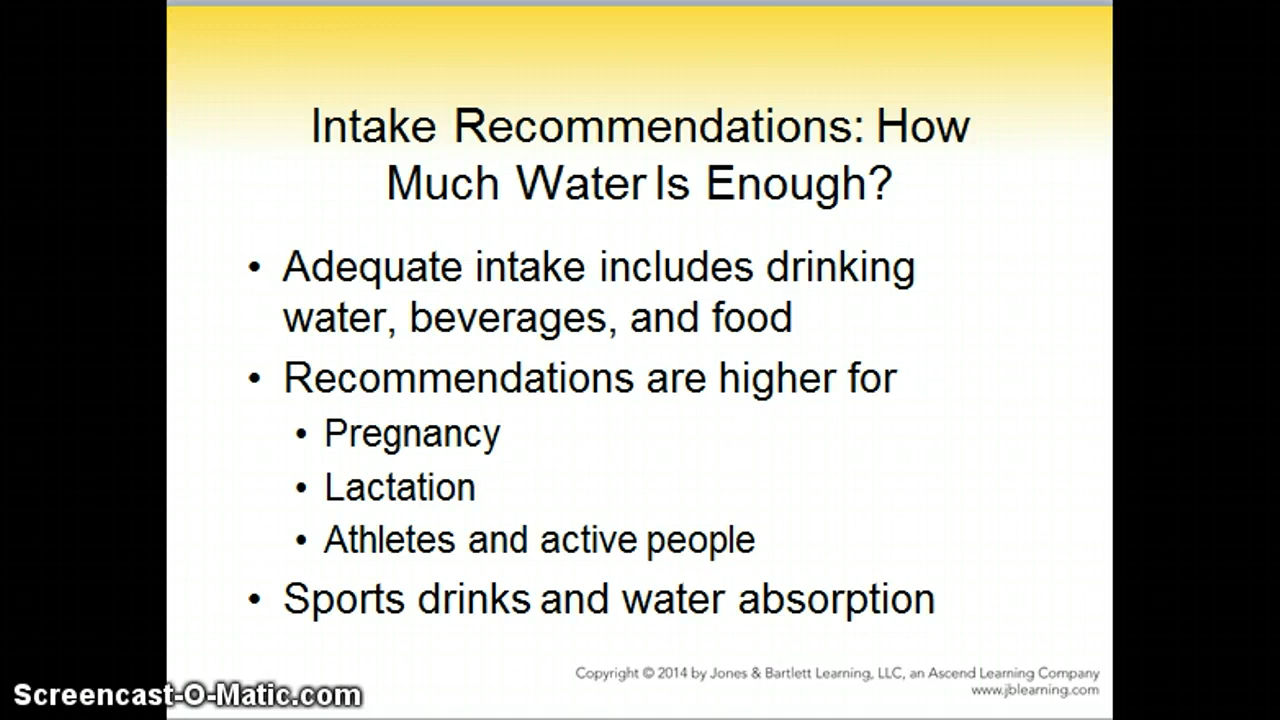 Intake Recommendations: How
Much Water Is Enough?
• Adequate intake includes drinking
water, beverages, and food
• Recommendations are higher for
• Pregnancy
• Lactation
• Athletes and active people
• Sports drinks and water absorption
Copyright © 2014 by Jones & Bartlett Learning, LLC, an Ascend Learning Company
www.jblearning.com
Screencast-O-Matic.com